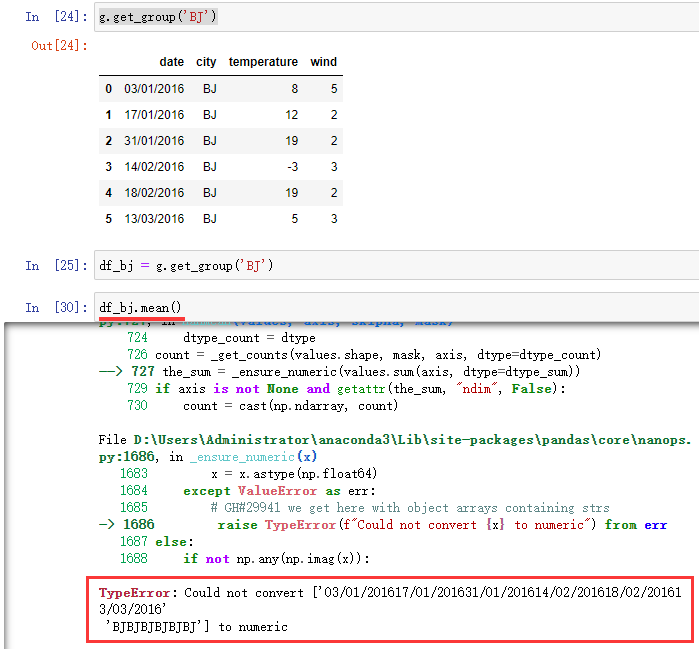 In [24]: g.get_group('BJ')
Out[24]:
date city temperature wind
0 03/01/2016 BJ 8 5
1 17/01/2016 BJ 12 2
2 31/01/2016 BJ 19 2
3 14/02/2016 BJ -3 3
4 18/02/2016 BJ 19 2
5 13/03/2016 BJ 5 3
In [25]: df_bj = g.get_group('BJ')
In [30]: df_bj.mean()
724 dtype_count = dtype
726 count = _get_counts(values.shape, mask, axis, dtype=dtype_count)
--> 727 the_sum = _ensure_numeric(values.sum(axis, dtype=dtype_sum))
729 if axis is not None and getattr(the_sum, "ndim", False):
730 count = cast(np.ndarray, count)
File D:\Users\Administrator\anaconda3\Lib\site-packages\pandas\core\nanops.
py:1686, in _ensure_numeric(x)
1683 x = x.astype(np.float64)
1684 except ValueError as err:
1685 # GH#29941 we get here with object arrays containing strs
-> 1686 raise TypeError(f"Could not convert {x} to numeric") from err
1687 else:
1688 if not np.any(np.imag(x)):
TypeError: Could not convert ['03/01/201617/01/201631/01/201614/02/201618/02/201613/03/2016'
'BJBJBJBJBJBJ'] to numeric